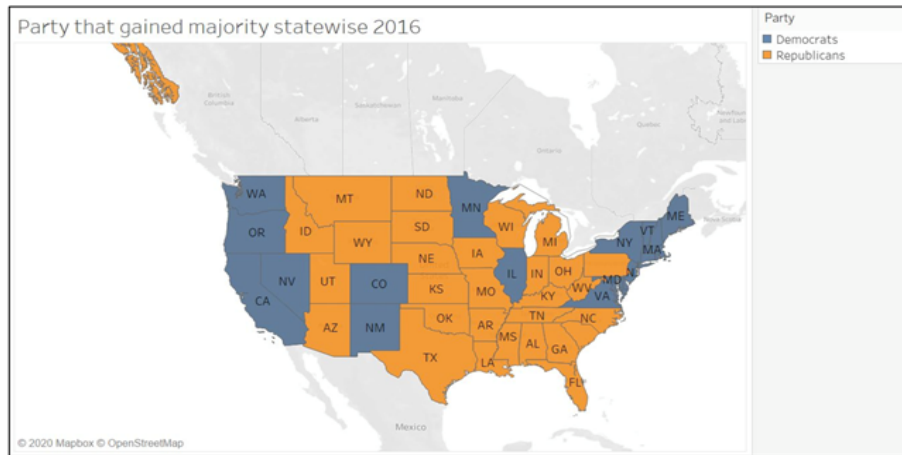 Party that gained majority statewise 2016
Party
Democrats
Republicans
British
Columbia
Alberta
Saskatchewan
Manitoba
Ontario
Quebec
Nova Scotia
WA
MT
ND
MN
ME
OR
ID
SD
WI
MI
VT
NY
MA
WY
IA
NE
NV
UT
CO
IL
IN
OH
MD
CA
KS
MO
WV
VA
KY
AZ
NM
OK
AR
TN
NC
MS
AL
GA
TX
LA
FL
Mexico
© 2020 Mapbox © OpenStreetMap